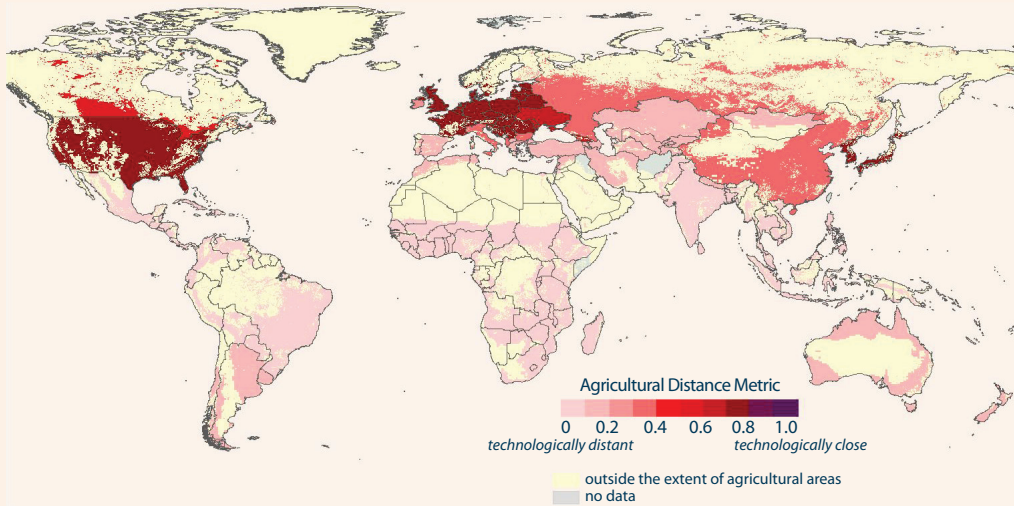 Agricultural Distance Metric
0 0.2 0.4 0.6 0.8 1.0
technologically distant technologically close
outside the extent of agricultural areas
no data